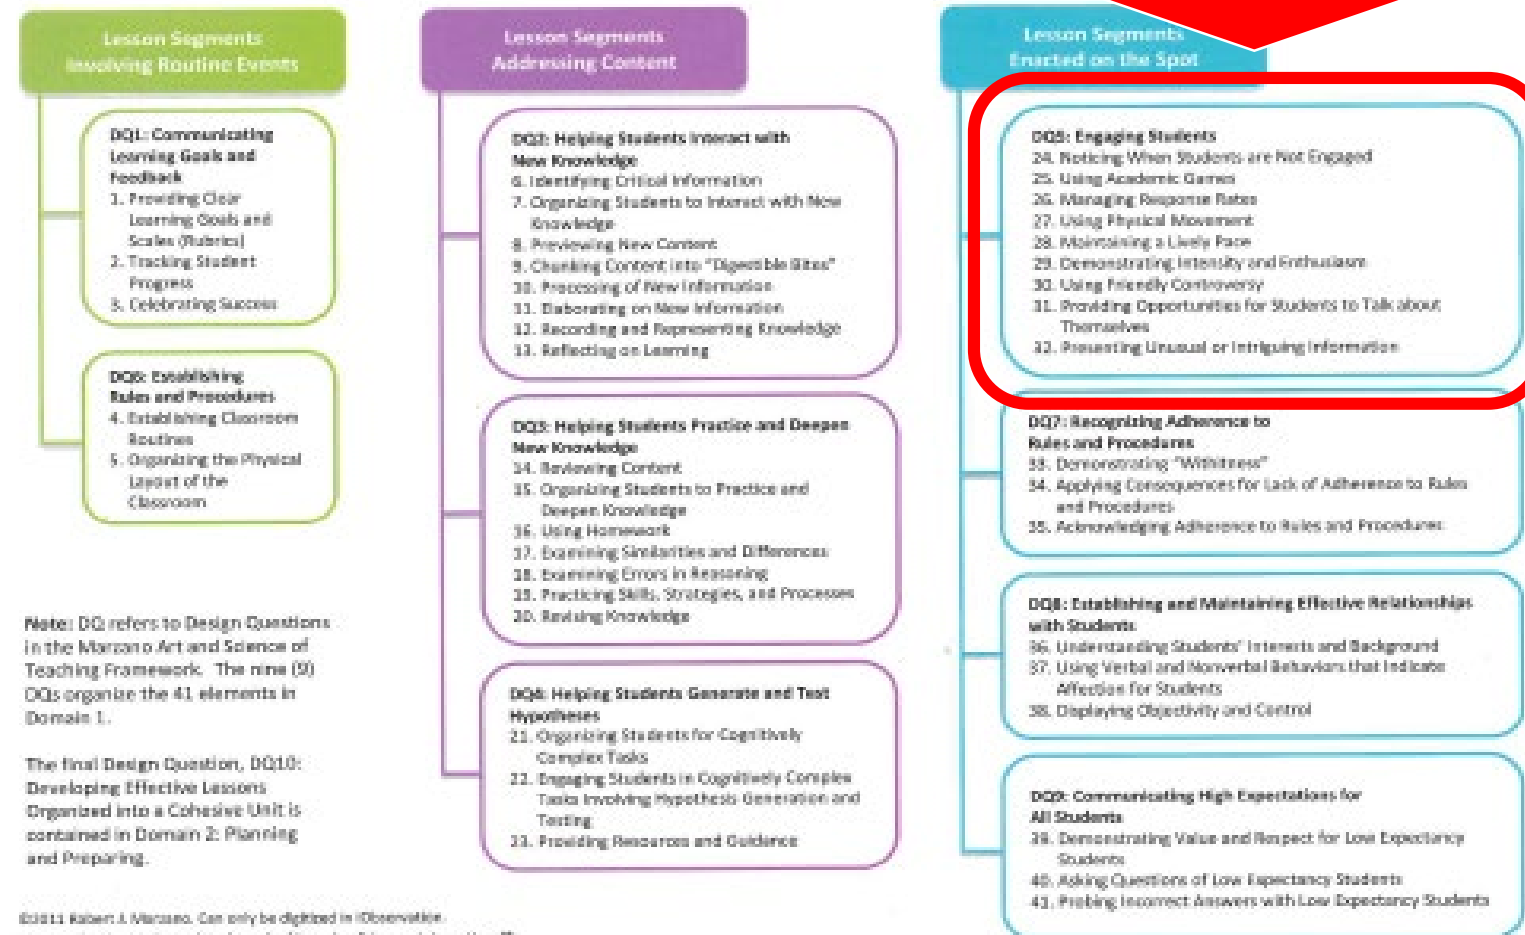 Lesson Segments
Involving Routine Events
DQ1: Communicating
Learning Goals and
Feedback
1. Providing Clear
Learning Goals and
Scales (Rubrics)
2. Tracking Student
Progress
3. Celebrating Success
DQ6: Establishing
Rules and Procedures
4. Establishing Classroom
Routines
5. Organizing the Physical
Layout of the
Classroom
Note: DQ refers to Design Questions
in the Marzano Art and Science of
Teaching Framework. The nine (9)
DQs organize the 41 elements in
Domain 1.
The final Design Question, DQ10:
Developing Effective Lessons
Organized into a Cohesive Unit is
contained in Domain 2: Planning
and Preparing.
©2011 Robert J. Marzano. Can only be digitized in iObservation.
Lesson Segments
Addressing Content
DQ2: Helping Students Interact with
New Knowledge
6. Identifying Critical Information
7. Organizing Students to Interact with New
Knowledge
8. Previewing New Content
9. Chunking Content into "Digestible Bites"
10. Processing of New Information
11. Elaborating on New Information
12. Recording and Representing Knowledge
13. Reflecting on Learning
DQ3: Helping Students Practice and Deepen
New Knowledge
14. Reviewing Content
15. Organizing Students to Practice and
Deepen Knowledge
16. Using Homework
17. Examining Similarities and Differences
18. Examining Errors in Reasoning
19. Practicing Skills, Strategies, and Processes
20. Revising Knowledge
DQ4: Helping Students Generate and Test
Hypotheses
21. Organizing Students for Cognitively
Complex Tasks
22. Engaging Students in Cognitively Complex
Tasks Involving Hypothesis Generation and
Testing
23. Providing Resources and Guidance
Lesson Segments
Enacted on the Spot
DQ5: Engaging Students
24. Noticing When Students are Not Engaged
25. Using Academic Games
26. Managing Response Rates
27. Using Physical Movement
28. Maintaining a Lively Pace
29. Demonstrating Intensity and Enthusiasm
30. Using Friendly Controversy
31. Providing Opportunities for Students to Talk about
Themselves
32. Presenting Unusual or Intriguing Information
DQ7: Recognizing Adherence to
Rules and Procedures
33. Demonstrating "Withitness"
34. Applying Consequences for Lack of Adherence to Rules
and Procedures
35. Acknowledging Adherence to Rules and Procedures
DQ8: Establishing and Maintaining Effective Relationships
with Students
36. Understanding Students' Interests and Background
37. Using Verbal and Nonverbal Behaviors that Indicate
Affection for Students
38. Displaying Objectivity and Control
DQ9: Communicating High Expectations for
All Students
39. Demonstrating Value and Respect for Low Expectancy
Students
40. Asking Questions of Low Expectancy Students
41. Probing Incorrect Answers with Low Expectancy Students